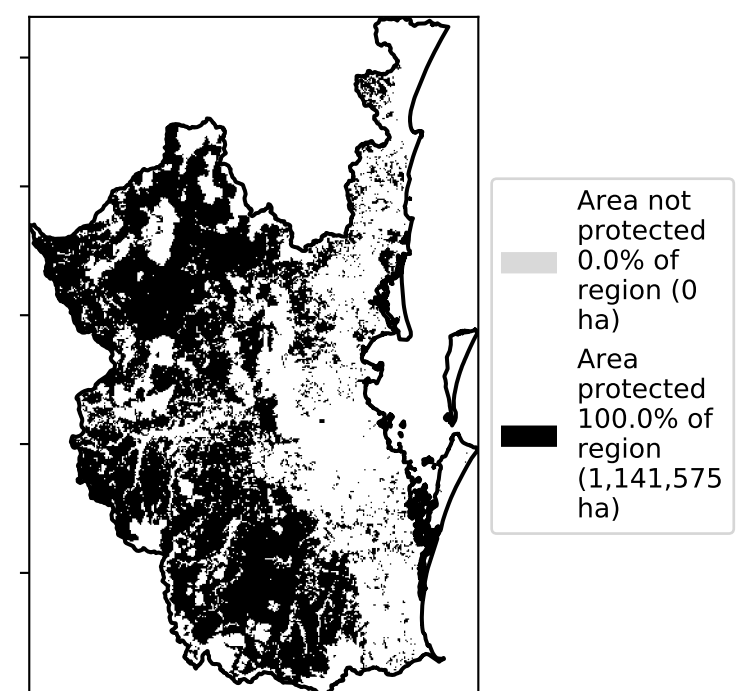 Area not
protected
0.0% of
region (0
ha)
Area
protected
100.0% of
region
(1,141,575
ha)